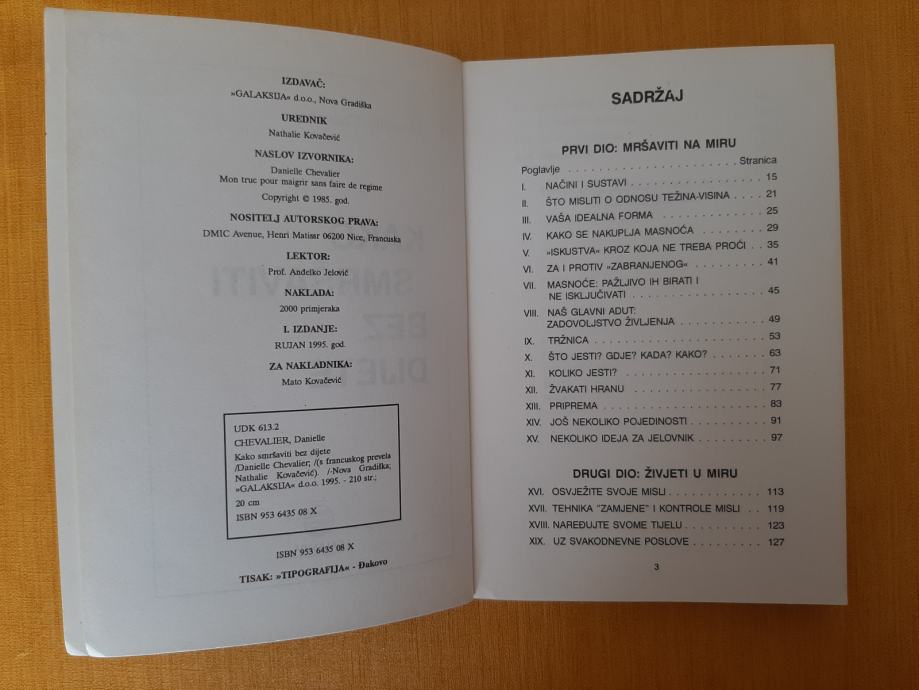 IZDAVAČ:
»GALAKSIJA« d.o.o., Nova Gradiška
UREDNIK
Nathalie Kovačević
NASLOV IZVORNIKA:
Danielle Chevalier
Mon true pour maigrir sans faire de regime
Copyright © 1985. god.
NOSITELJ AUTORSKOG PRAVA:
DMIC Avenue, Henri Matissr 06200 Nice, Francuska
LEKTOR:
Prof. Anđelko Jelović
NAKLADA:
2000 primjeraka
I. IZDANJE:
RUJAN 1995. god.
ZA NAKLADNIKA:
Mato Kovačević
UDK 613.2
CHEVALIER, Danielle
Kako smršaviti bez dijete
/Danielle Chevalier; /(s francuskog prevela
Nathalie Kovačević). /-Nova Gradiška;
»GALAKSIJA« d.o.o. 1995. - 210 str.;
20 cm
ISBN 953 6435 08 X
ISBN 953 6435 08 X
TISAK: »TIPOGRAFIJA« - Đakovo
SADRŽAJ
PRVI DIO: MRŠAVITI NA MIRU
Poglavlje . . . . . . . . . . . . . . . . . . . . . . . Stranica
I. NAČINI I SUSTAVI . . . . . . . . . . . . . . . . . . 15
II. ŠTO MISLITI O ODNOSU TEŽINA-VISINA . . . . 21
III. VAŠA IDEALNA FORMA . . . . . . . . . . . . . . 25
IV. KAKO SE NAKUPLJA MASNOĆA . . . . . . . . . 29
V. »ISKUSTVA« KROZ KOJA NE TREBA PROĆI . . 35
VI. ZA I PROTIV »ZABRANJENOG« . . . . . . . . . . 41
VII. MASNOĆE: PAŽLJIVO IH BIRATI I
NE ISKLJUČIVATI . . . . . . . . . . . . . . . . . 45
VIII. NAŠ GLAVNI ADUT:
ZADOVOLJSTVO ŽIVLJENJA . . . . . . . . . . . . 49
IX. TRŽNICA . . . . . . . . . . . . . . . . . . . . . . . 53
X. ŠTO JESTI? GDJE? KADA? KAKO? . . . . . . . . 63
XI. KOLIKO JESTI? . . . . . . . . . . . . . . . . . . . 71
XII. ŽVAKATI HRANU . . . . . . . . . . . . . . . . . . 77
XIII. PRIPREMA . . . . . . . . . . . . . . . . . . . . . 83
XIV. JOŠ NEKOLIKO POJEDINOSTI . . . . . . . . . . 91
XV. NEKOLIKO IDEJA ZA JELOVNIK . . . . . . . . . 97
DRUGI DIO: ŽIVJETI U MIRU
XVI. OSVJEŽITE SVOJE MISLI . . . . . . . . . . . . 113
XVII. TEHNIKA "ZAMJENE" I KONTROLE MISLI . . 119
XVIII. NAREĐUJTE SVOME TIJELU . . . . . . . . . . 123
XIX. UZ SVAKODNEVNE POSLOVE . . . . . . . . . 127
3